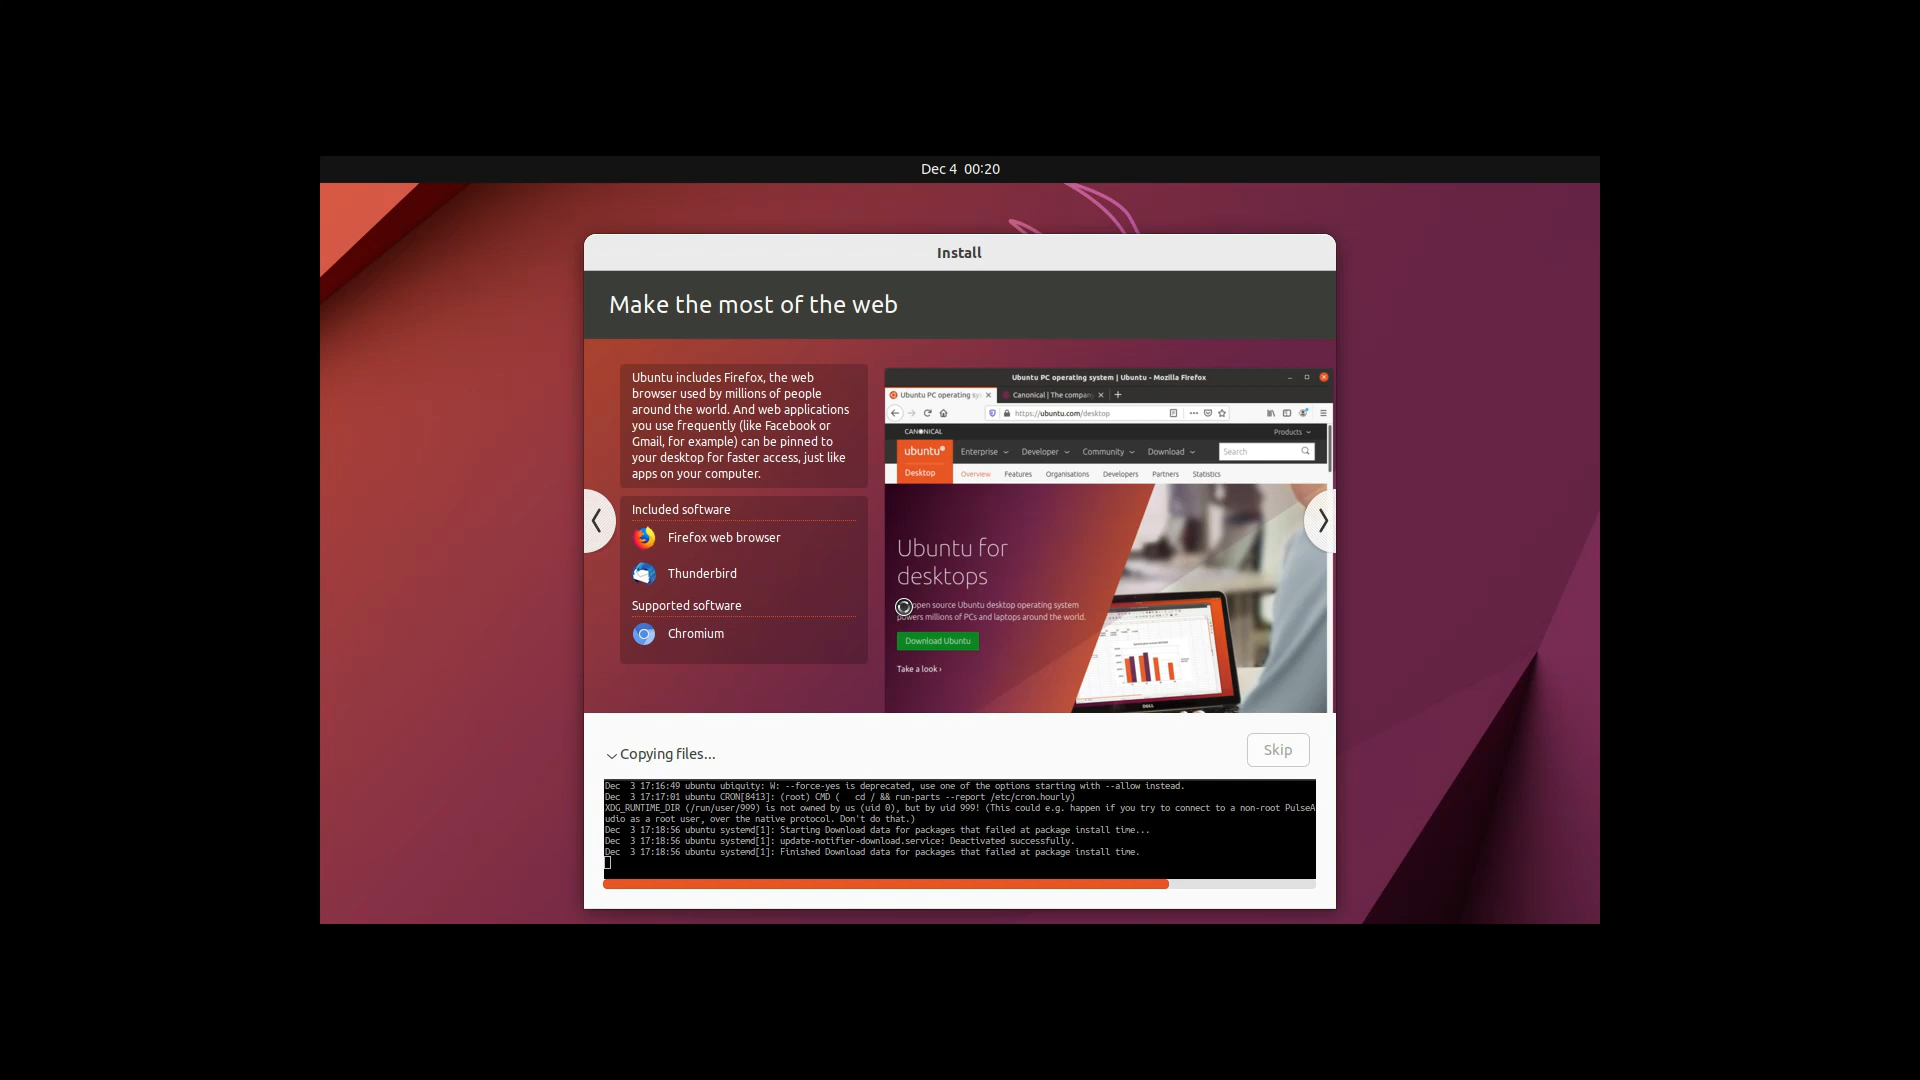 Dec 4  00:20
Install
Make the most of the web
Ubuntu includes Firefox, the web
browser used by millions of people
around the world. And web applications
you use frequently (like Facebook or
Gmail, for example) can be pinned to
your desktop for faster access, just like
apps on your computer.
Included software
Firefox web browser
Thunderbird
Supported software
Chromium
Ubuntu PC operating system | Ubuntu - Mozilla Firefox
Ubuntu PC operating sys
Canonical | The company
https://ubuntu.com/desktop
CANONICAL
Products
ubuntu
Enterprise
Developer
Community
Download
Search
Desktop
Overview
Features
Organisations
Developers
Partners
Statistics
Ubuntu for
desktops
open source Ubuntu desktop operating system
powers millions of PCs and laptops around the world.
Download Ubuntu
Take a look ›
DELL
Copying files...
Skip
Dec  3 17:16:49 ubuntu ubiquity: W: --force-yes is deprecated, use one of the options starting with --allow instead.
Dec  3 17:17:01 ubuntu CRON[8413]: (root) CMD (   cd / && run-parts --report /etc/cron.hourly)
XDG_RUNTIME_DIR (/run/user/999) is not owned by us (uid 0), but by uid 999! (This could e.g. happen if you try to connect to a non-root PulseA
udio as a root user, over the native protocol. Don't do that.)
Dec  3 17:18:56 ubuntu systemd[1]: Starting Download data for packages that failed at package install time...
Dec  3 17:18:56 ubuntu systemd[1]: update-notifier-download.service: Deactivated successfully.
Dec  3 17:18:56 ubuntu systemd[1]: Finished Download data for packages that failed at package install time.